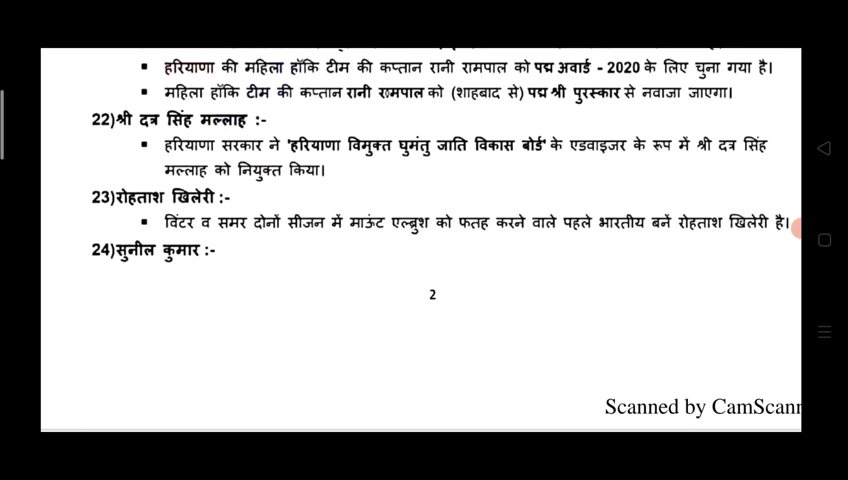 ▪ हरियाणा की महिला हॉकि टीम की कप्तान रानी रामपाल को पद्म अवार्ड - 2020 के लिए चुना गया है।
▪ महिला हॉकि टीम की कप्तान रानी रामपाल को (शाहबाद से) पद्म श्री पुरस्कार से नवाजा जाएगा।
22)श्री दत्र सिंह मल्लाह :-
▪ हरियाणा सरकार ने 'हरियाणा विमुक्त घुमंतु जाति विकास बोर्ड' के एडवाइजर के रूप में श्री दत्र सिंह
मल्लाह को नियुक्त किया।
23)रोहताश खिलेरी :-
▪ विंटर व समर दोनों सीजन में माऊंट एल्ब्रुश को फतह करने वाले पहले भारतीय बनें रोहताश खिलेरी है।
24)सुनील कुमार :-
2
Scanned by CamScann